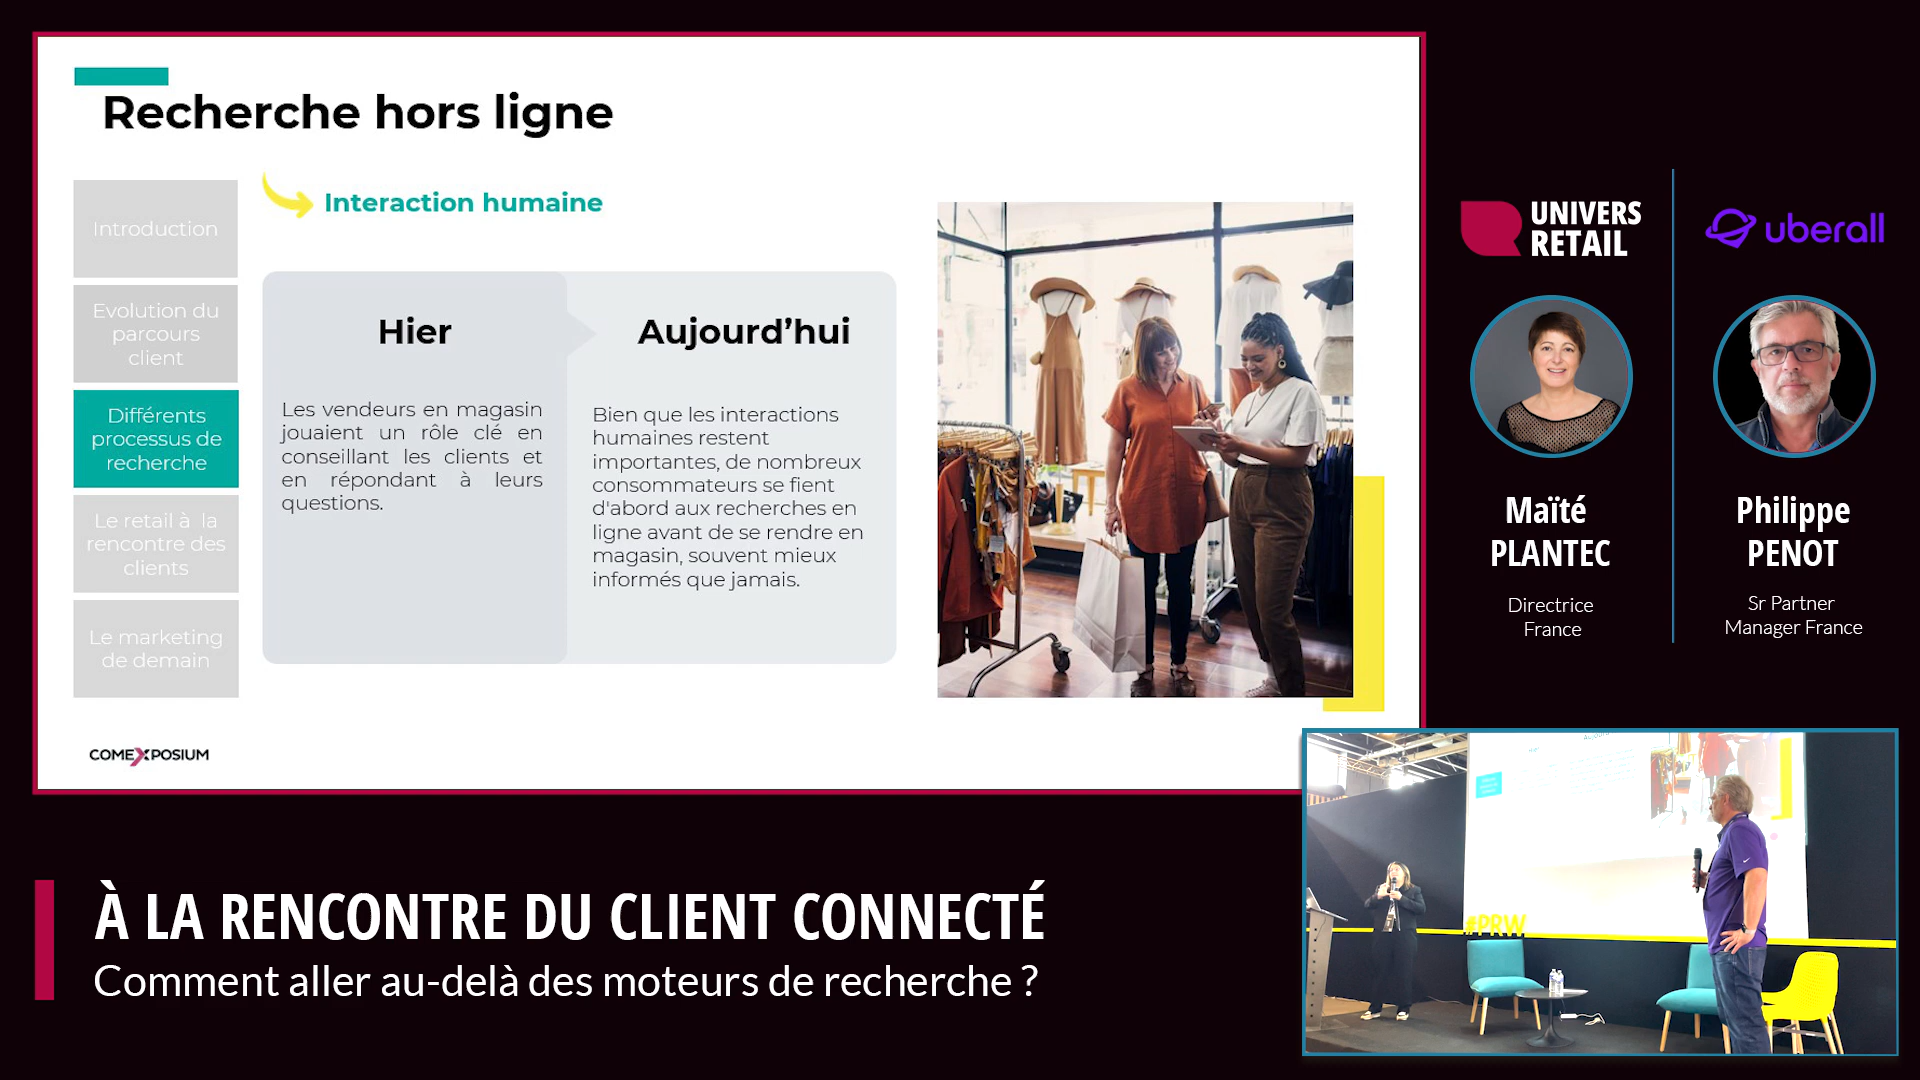 Recherche hors ligne
Introduction
Evolution du
parcours
client
Différents
processus de
recherche
Le retail à la
rencontre des
clients
Le marketing
de demain
Interaction humaine
Hier
Les vendeurs en magasin
jouaient un rôle clé en
conseillant les clients et
en répondant à leurs
questions.
Aujourd’hui
Bien que les interactions
humaines restent
importantes, de nombreux
consommateurs se fient
d'abord aux recherches en
ligne avant de se rendre en
magasin, souvent mieux
informés que jamais.
COMEXPOSIUM
UNIVERS
RETAIL
Maïté
PLANTEC
Directrice
France
uberall
Philippe
PENOT
Sr Partner
Manager France
#PRW
À LA RENCONTRE DU CLIENT CONNECTÉ
Comment aller au-delà des moteurs de recherche ?